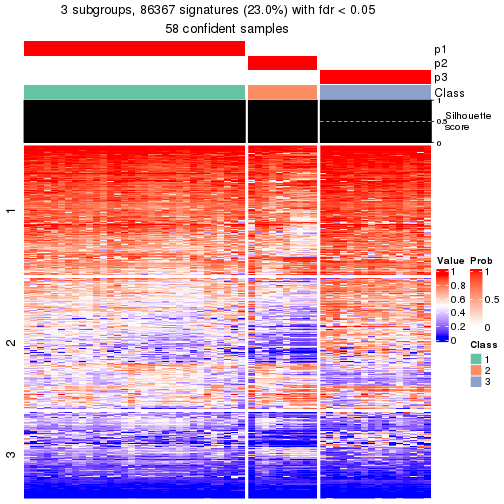 3 subgroups, 86367 signatures (23.0%) with fdr < 0.05
58 confident samples
p1
p2
p3
Class
1
0.5
0
Silhouette
score
1
2
3
Value
1
0.8
0.6
0.4
0.2
0
Prob
1
0.5
0
Class
1
2
3